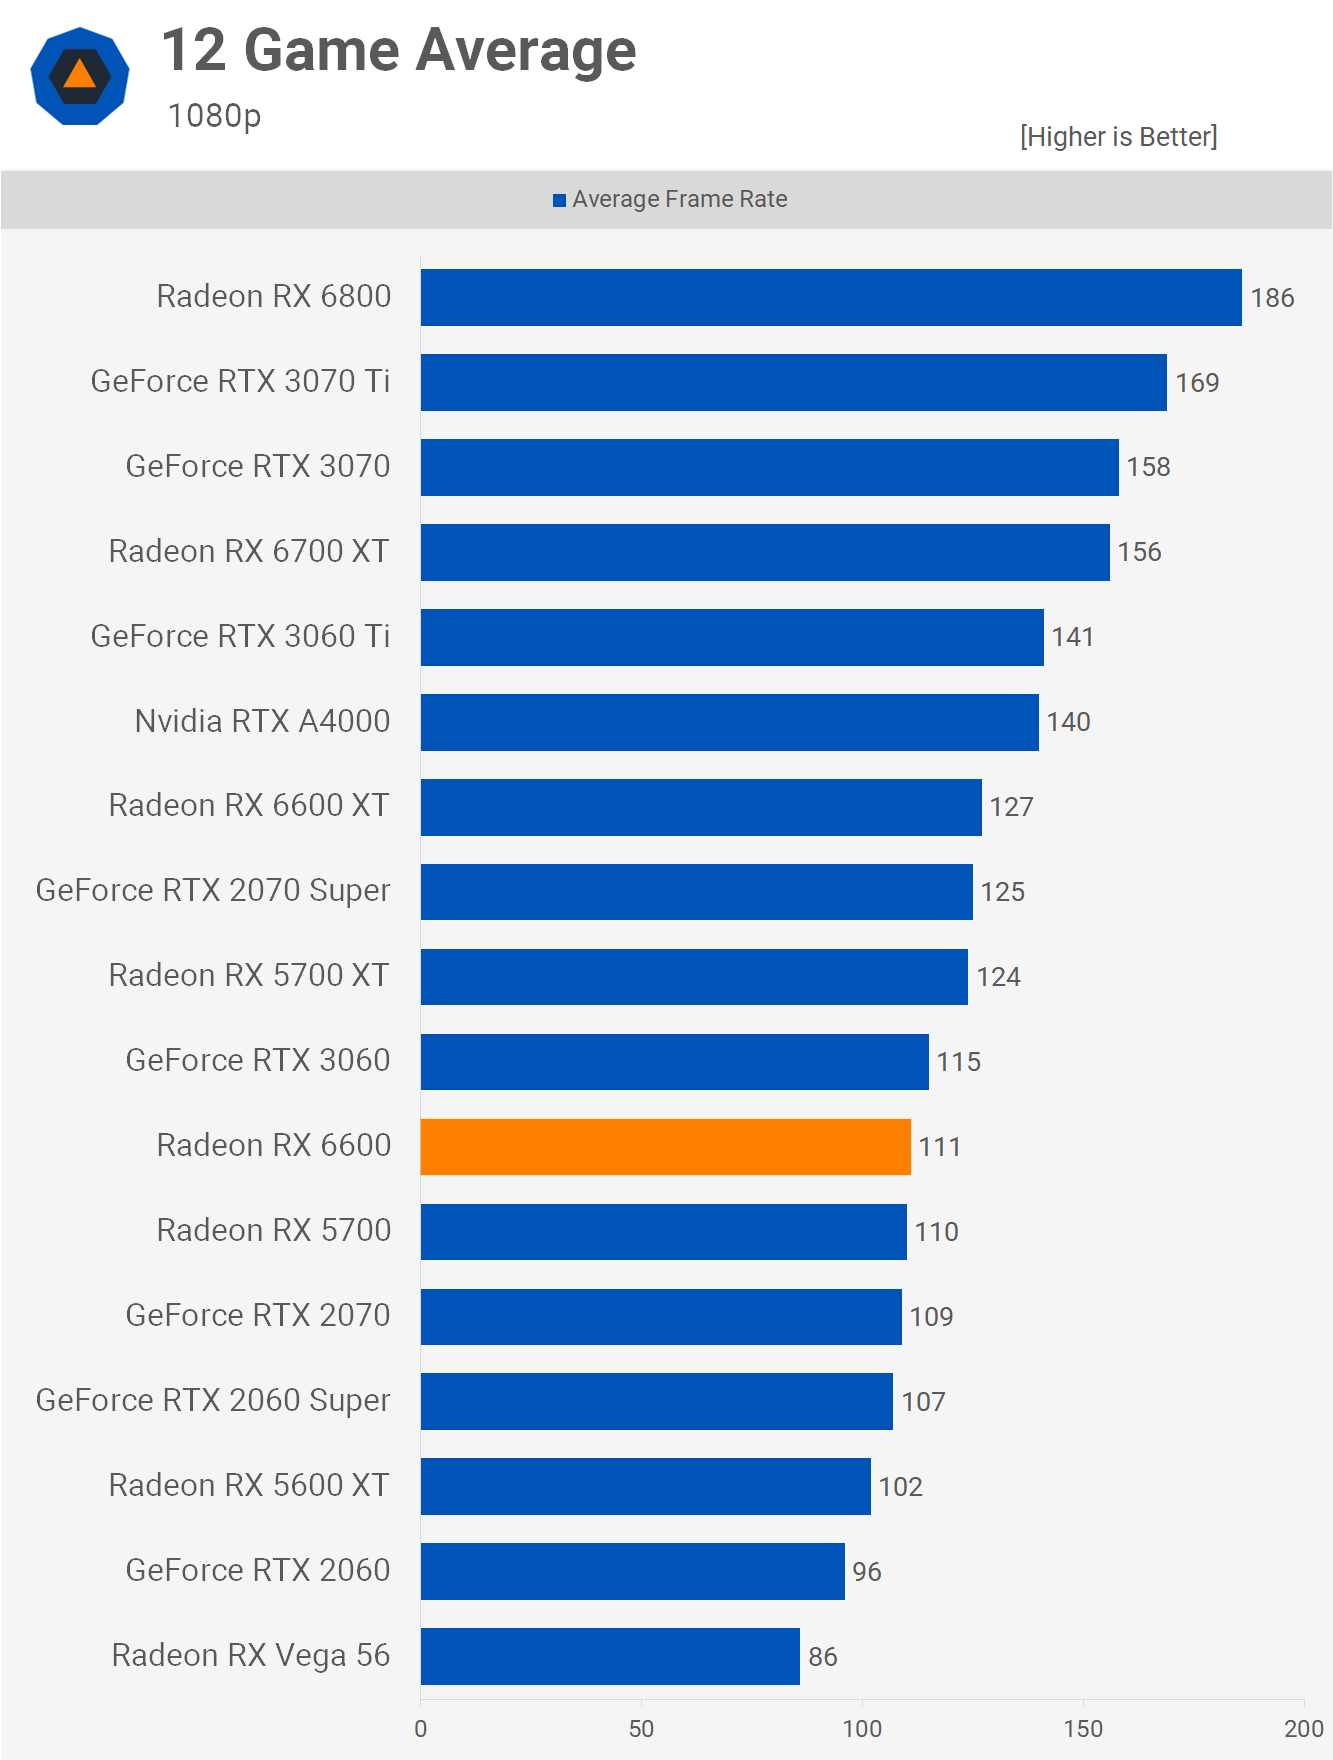 12 Game Average
1080p
[Higher is Better]
Average Frame Rate
Radeon RX 6800 186
GeForce RTX 3070 Ti 169
GeForce RTX 3070 158
Radeon RX 6700 XT 156
GeForce RTX 3060 Ti 141
Nvidia RTX A4000 140
Radeon RX 6600 XT 127
GeForce RTX 2070 Super 125
Radeon RX 5700 XT 124
GeForce RTX 3060 115
Radeon RX 6600 111
Radeon RX 5700 110
GeForce RTX 2070 109
GeForce RTX 2060 Super 107
Radeon RX 5600 XT 102
GeForce RTX 2060 96
Radeon RX Vega 56 86
0 50 100 150 200